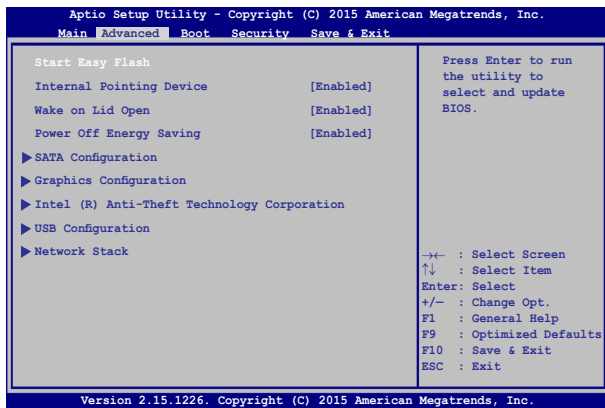 Aptio Setup Utility - Copyright (C) 2015 American Megatrends, Inc.
Main Advanced Boot Security Save & Exit
Start Easy Flash
Internal Pointing Device [Enabled]
Wake on Lid Open [Enabled]
Power Off Energy Saving [Enabled]
SATA Configuration
Graphics Configuration
Intel (R) Anti-Theft Technology Corporation
USB Configuration
Network Stack
Press Enter to run
the utility to
select and update
BIOS.
→← : Select Screen
↑↓ : Select Item
Enter: Select
+/— : Change Opt.
F1 : General Help
F9 : Optimized Defaults
F10 : Save & Exit
ESC : Exit
Version 2.15.1226. Copyright (C) 2015 American Megatrends, Inc.